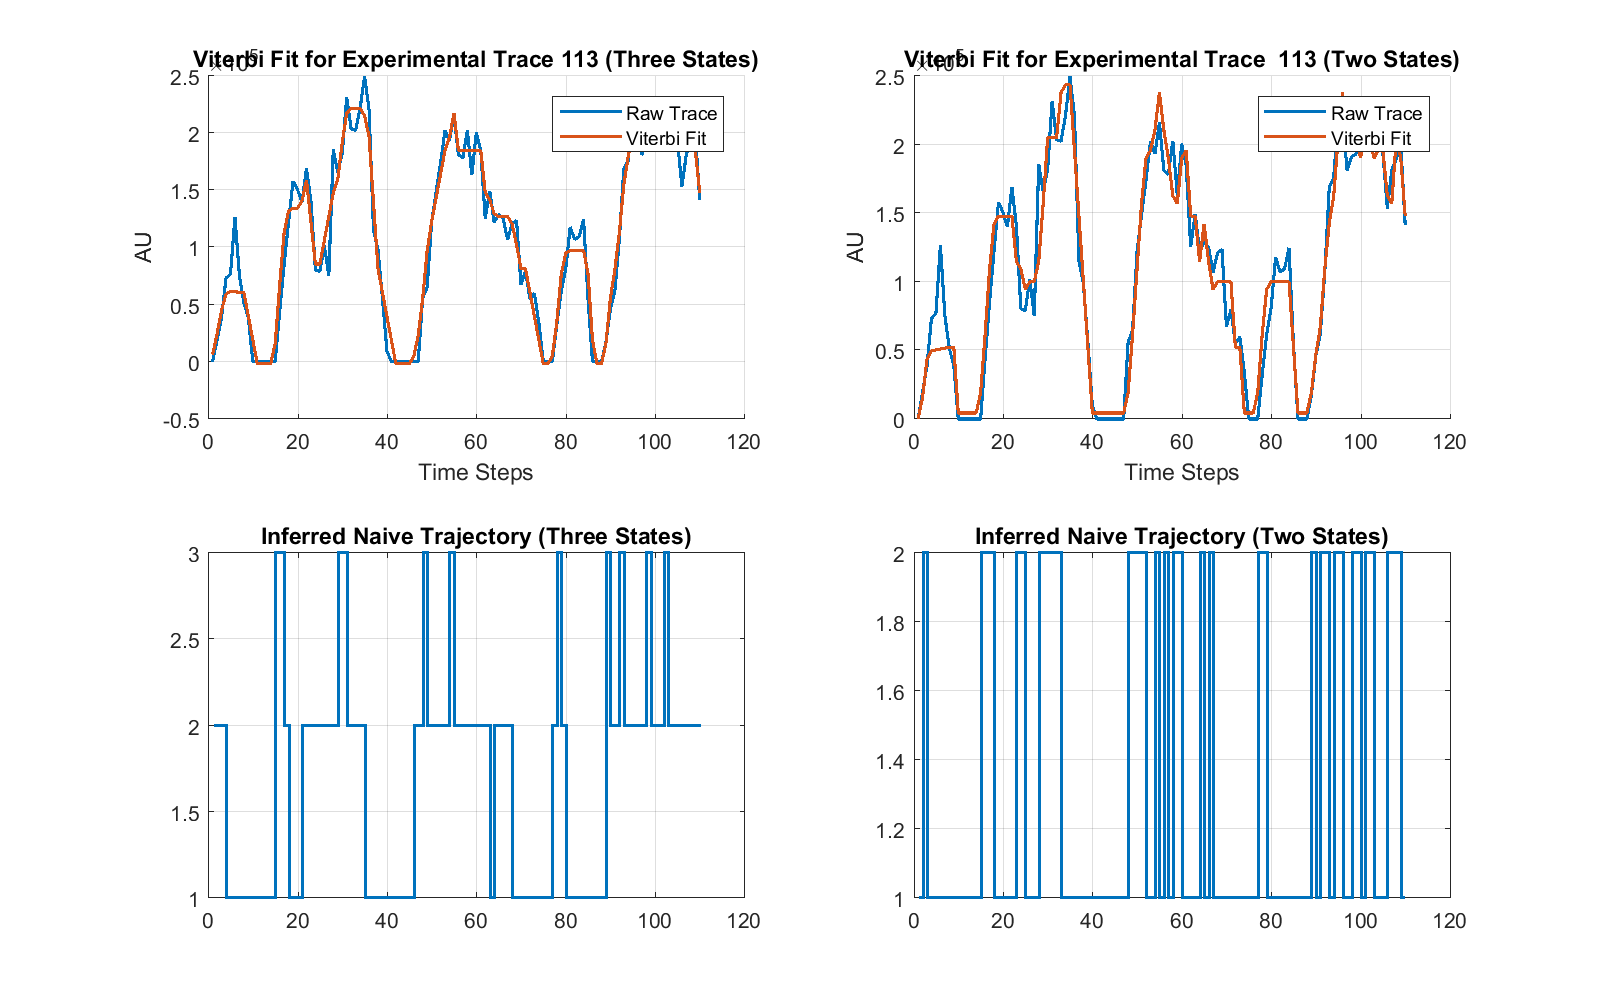 Viterbi Fit for Experimental Trace 113 (Three States)
×10^5
2.5
2
1.5
1
0.5
0
-0.5
AU
0 20 40 60 80 100 120
Time Steps
Raw Trace
Viterbi Fit
Viterbi Fit for Experimental Trace  113 (Two States)
×10^5
2.5
2
1.5
1
0.5
0
AU
0 20 40 60 80 100 120
Time Steps
Raw Trace
Viterbi Fit
Inferred Naive Trajectory (Three States)
3
2.5
2
1.5
1
0 20 40 60 80 100 120
Inferred Naive Trajectory (Two States)
2
1.8
1.6
1.4
1.2
1
0 20 40 60 80 100 120